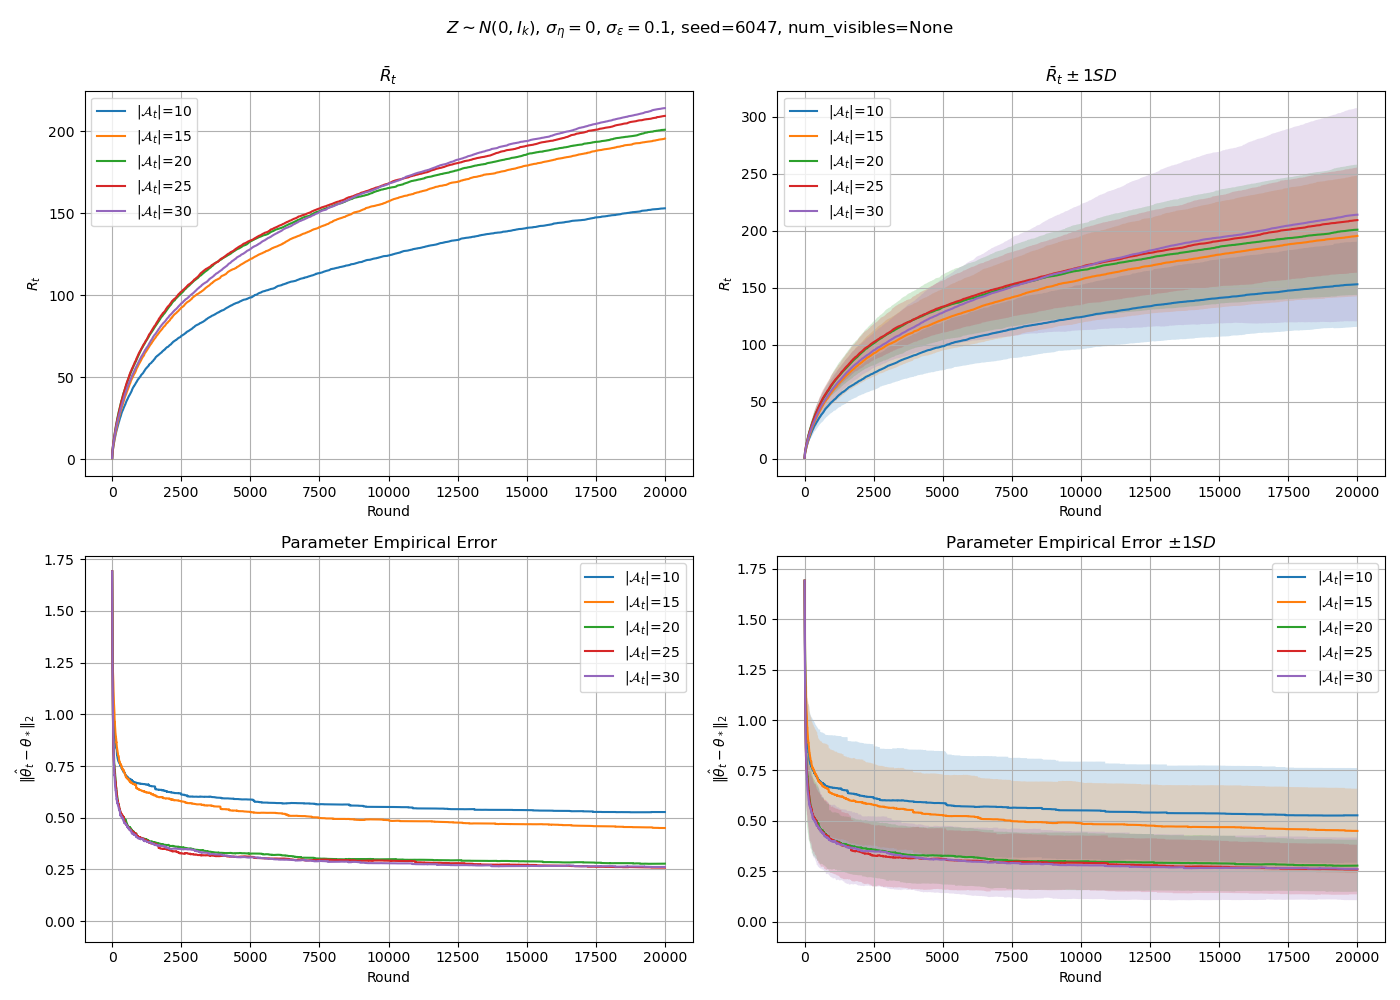 Z ∼ N(0, I_k), σ_η = 0, σ_ε = 0.1, seed=6047, num_visibles=None
R̄_t
R_t
200
150
100
50
0
|𝒜_t|=10
|𝒜_t|=15
|𝒜_t|=20
|𝒜_t|=25
|𝒜_t|=30
0 2500 5000 7500 10000 12500 15000 17500 20000
Round
R̄_t ± 1SD
R_t
300
250
200
150
100
50
0
|𝒜_t|=10
|𝒜_t|=15
|𝒜_t|=20
|𝒜_t|=25
|𝒜_t|=30
0 2500 5000 7500 10000 12500 15000 17500 20000
Round
Parameter Empirical Error
‖θ̂_t − θ_*‖_2
1.75
1.50
1.25
1.00
0.75
0.50
0.25
0.00
|𝒜_t|=10
|𝒜_t|=15
|𝒜_t|=20
|𝒜_t|=25
|𝒜_t|=30
0 2500 5000 7500 10000 12500 15000 17500 20000
Round
Parameter Empirical Error ±1SD
‖θ̂_t − θ_*‖_2
1.75
1.50
1.25
1.00
0.75
0.50
0.25
0.00
|𝒜_t|=10
|𝒜_t|=15
|𝒜_t|=20
|𝒜_t|=25
|𝒜_t|=30
0 2500 5000 7500 10000 12500 15000 17500 20000
Round